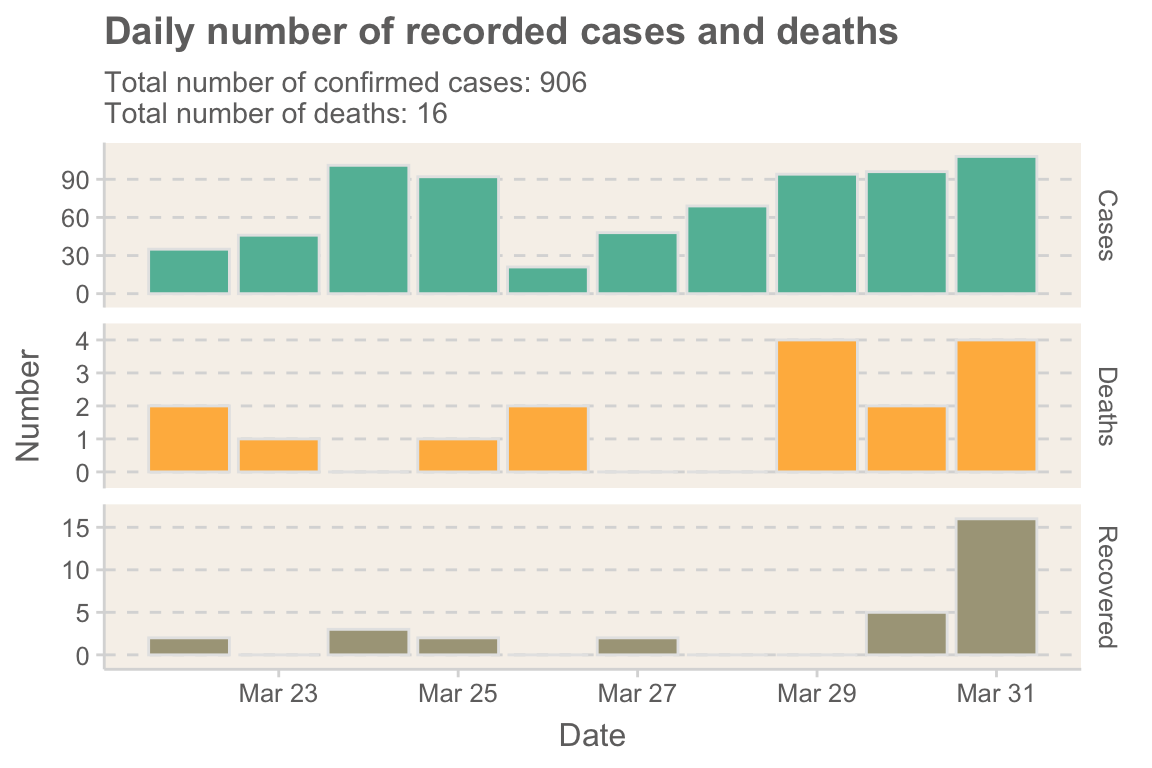 Daily number of recorded cases and deaths
Total number of confirmed cases: 906
Total number of deaths: 16
90
60
30
0
Cases
4
3
2
1
0
Deaths
Number
15
10
5
0
Recovered
Mar 23
Mar 25
Mar 27
Mar 29
Mar 31
Date